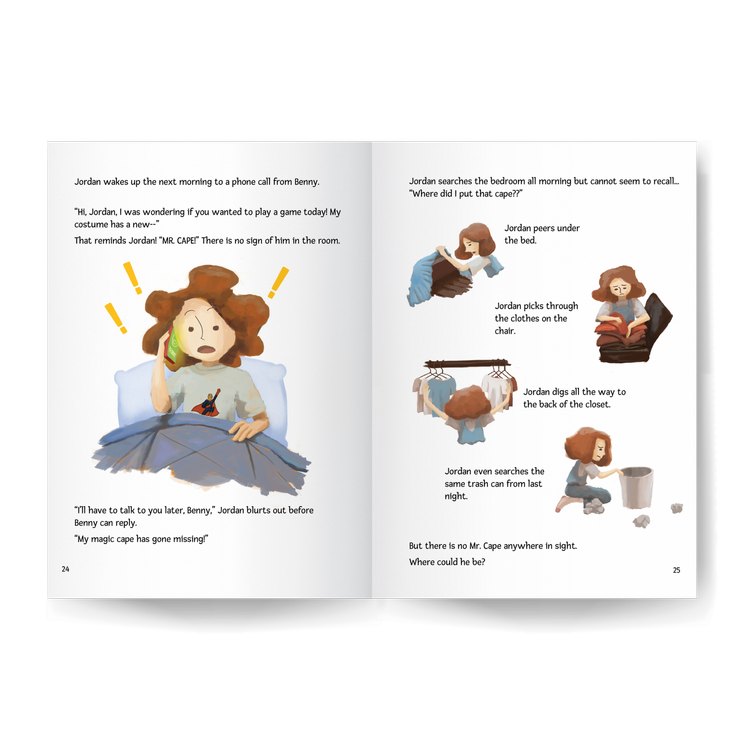 Jordan wakes up the next morning to a phone call from Benny.
“Hi, Jordan, I was wondering if you wanted to play a game today! My
costume has a new--”
That reminds Jordan! “MR. CAPE!” There is no sign of him in the room.
“I’ll have to talk to you later, Benny,” Jordan blurts out before
Benny can reply.
“My magic cape has gone missing!”
24
Jordan searches the bedroom all morning but cannot seem to recall...
“Where did I put that cape??”
Jordan peers under
the bed.
Jordan picks through
the clothes on the
chair.
Jordan digs all the way to
the back of the closet.
Jordan even searches the
same trash can from last
night.
But there is no Mr. Cape anywhere in sight.
Where could he be?
25